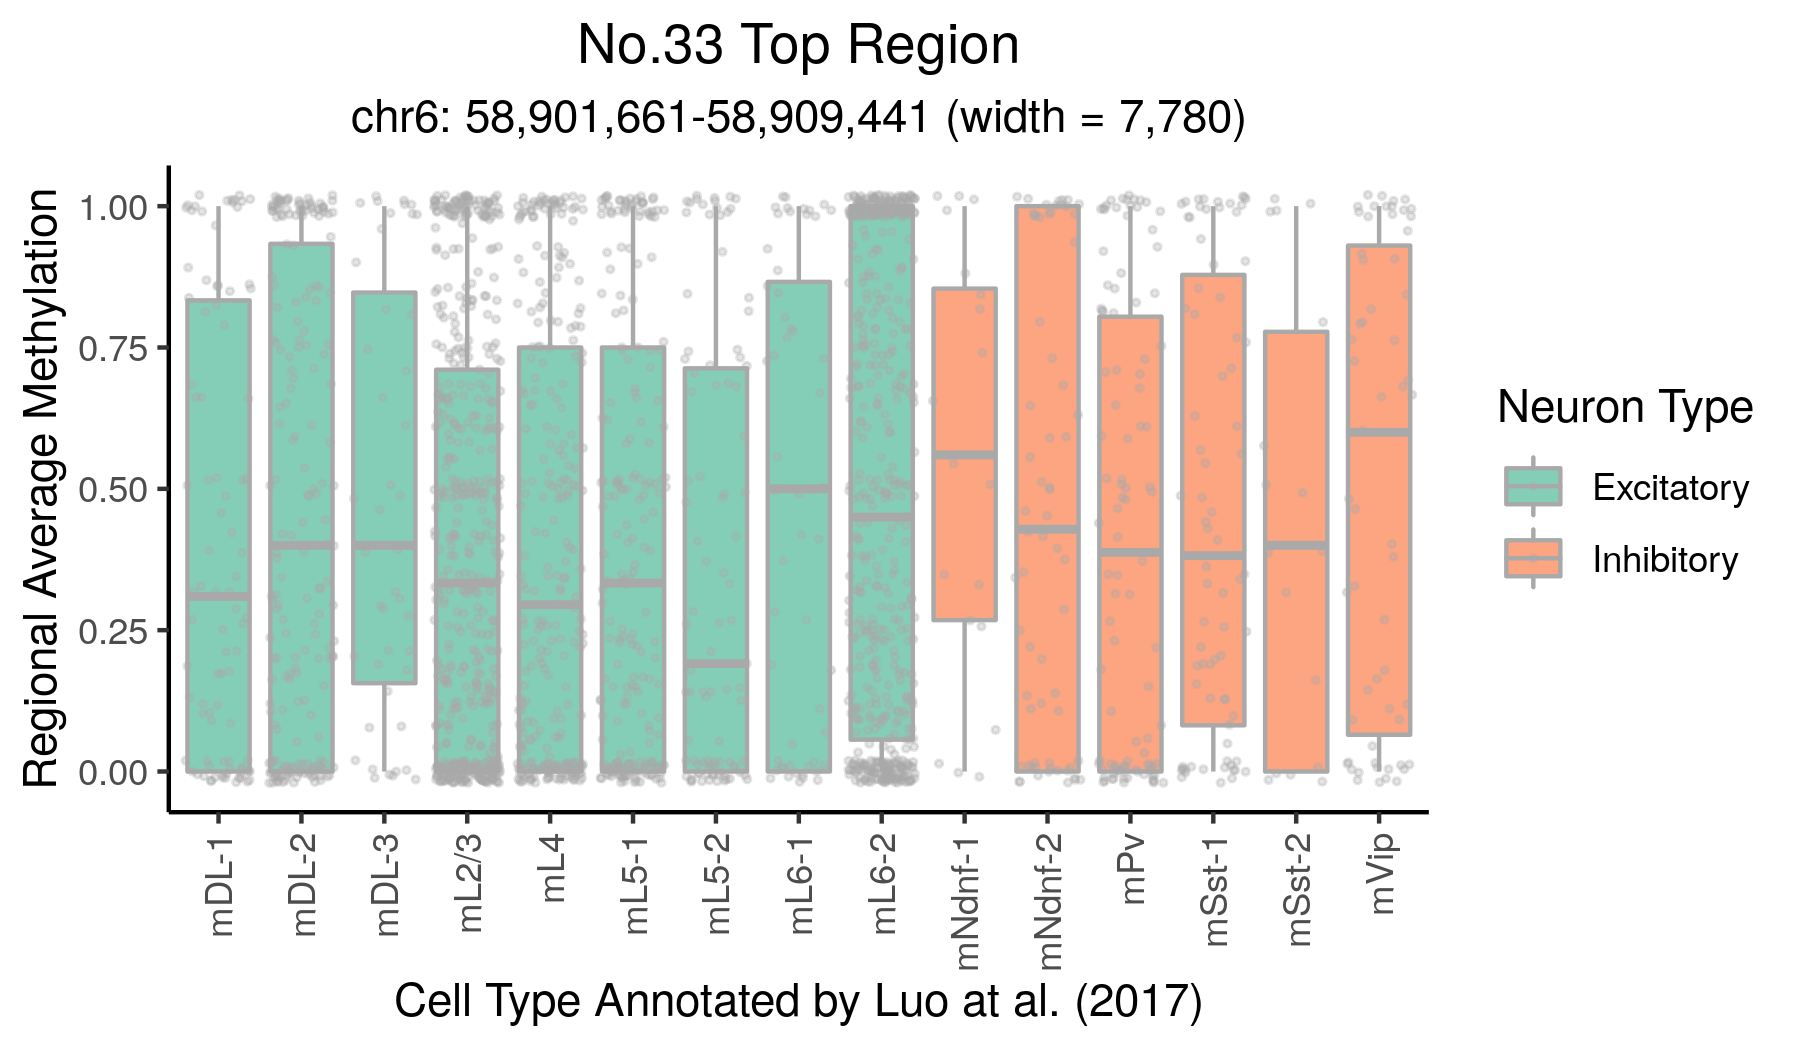 No.33 Top Region
chr6: 58,901,661-58,909,441 (width = 7,780)
Regional Average Methylation
1.00
0.75
0.50
0.25
0.00
mDL-1
mDL-2
mDL-3
mL2/3
mL4
mL5-1
mL5-2
mL6-1
mL6-2
mNdnf-1
mNdnf-2
mPv
mSst-1
mSst-2
mVip
Cell Type Annotated by Luo at al. (2017)
Neuron Type
Excitatory
Inhibitory